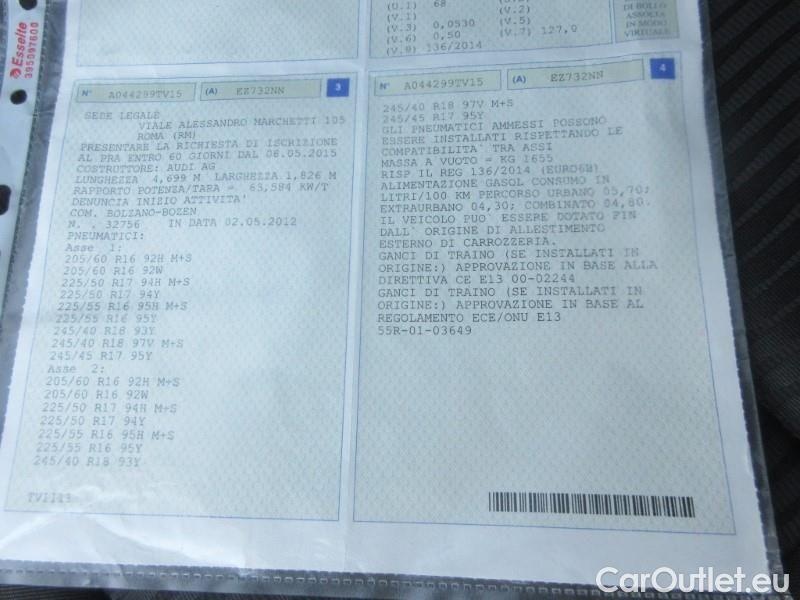 Esselte
395097600
(U.1) 68
(V.1)
(V.2)
(V.3) 0,0530
(V.5)
(V.6) 0,50
(V.7) 127,0
(V.9) 136/2014
DI BOLLO
ASSOLTA
IN MODO
VIRTUALE
N° A044299TV15 (A) EZ732NN 3
SEDE LEGALE
VIALE ALESSANDRO MARCHETTI 105
ROMA (RM)
PRESENTARE LA RICHIESTA DI ISCRIZIONE
AL PRA ENTRO 60 GIORNI DAL 08.05.2015
COSTRUTTORE: AUDI AG
LUNGHEZZA 4,699 M LARGHEZZA 1,826 M
RAPPORTO POTENZA/TARA = 63,584 KW/T
DENUNCIA INIZIO ATTIVITA'
COM. BOLZANO-BOZEN
N. . 32756 IN DATA 02.05.2012
PNEUMATICI:
Asse 1:
205/60 R16 92H M+S
205/60 R16 92W
225/50 R17 94H M+S
225/50 R17 94Y
225/55 R16 95H M+S
225/55 R16 95Y
245/40 R18 93Y
245/40 R18 97V M+S
245/45 R17 95Y
Asse 2:
205/60 R16 92H M+S
205/60 R16 92W
225/50 R17 94H M+S
225/50 R17 94Y
225/55 R16 95H M+S
225/55 R16 95Y
245/40 R18 93Y
TV1113
N° A044299TV15 (A) EZ732NN 4
245/40 R18 97V M+S
245/45 R17 95Y
GLI PNEUMATICI AMMESSI POSSONO
ESSERE INSTALLATI RISPETTANDO LE
COMPATIBILITA` TRA ASSI
MASSA A VUOTO = KG 1655
RISP IL REG 136/2014 (EURO6B)
ALIMENTAZIONE GASOL CONSUMO IN
LITRI/100 KM PERCORSO URBANO 05,70;
EXTRAURBANO 04,30; COMBINATO 04,80.
IL VEICOLO PUO` ESSERE DOTATO FIN
DALL` ORIGINE DI ALLESTIMENTO
ESTERNO DI CARROZZERIA.
GANCI DI TRAINO (SE INSTALLATI IN
ORIGINE:) APPROVAZIONE IN BASE ALLA
DIRETTIVA CE E13 00-02244
GANCI DI TRAINO (SE INSTALLATI IN
ORIGINE:) APPROVAZIONE IN BASE AL
REGOLAMENTO ECE/ONU E13
55R-01-03649
CarOutlet.eu